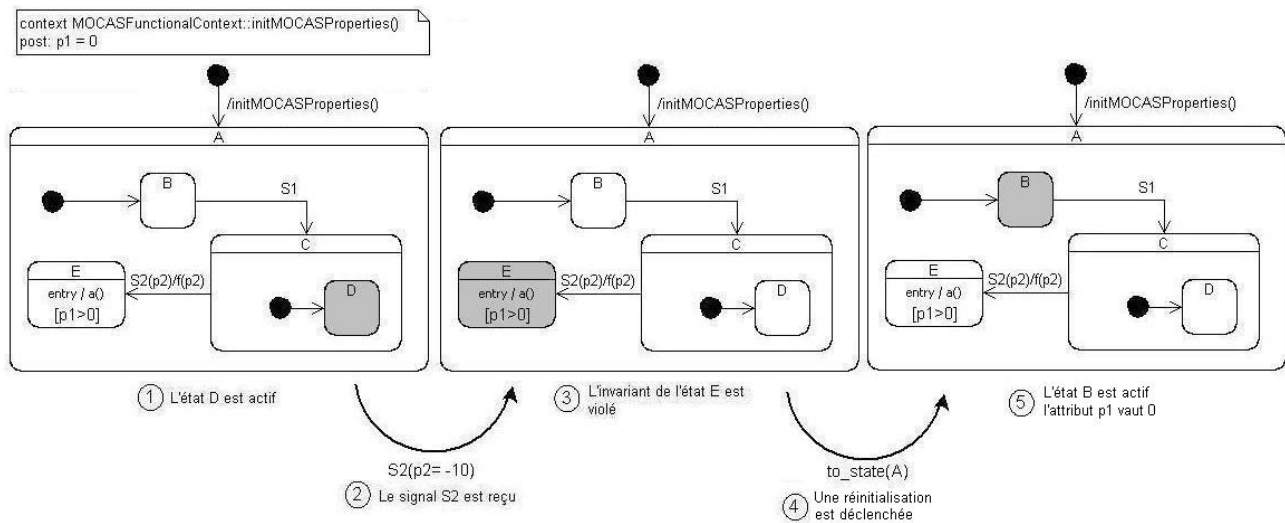 context MOCASFunctionalContext::initMOCASProperties()
post: p1 = 0
/initMOCASProperties()
A
B
S1
C
E
entry / a()
[p1>0]
S2(p2)/f(p2)
D
1 L'état D est actif
S2(p2= -10)
2 Le signal S2 est reçu
/initMOCASProperties()
A
B
S1
C
E
entry / a()
[p1>0]
S2(p2)/f(p2)
D
3 L'invariant de l'état E est
violé
to_state(A)
4 Une réinitialisation
est déclenchée
/initMOCASProperties()
A
B
S1
C
E
entry / a()
[p1>0]
S2(p2)/f(p2)
D
5 L'état B est actif
l'attribut p1 vaut 0